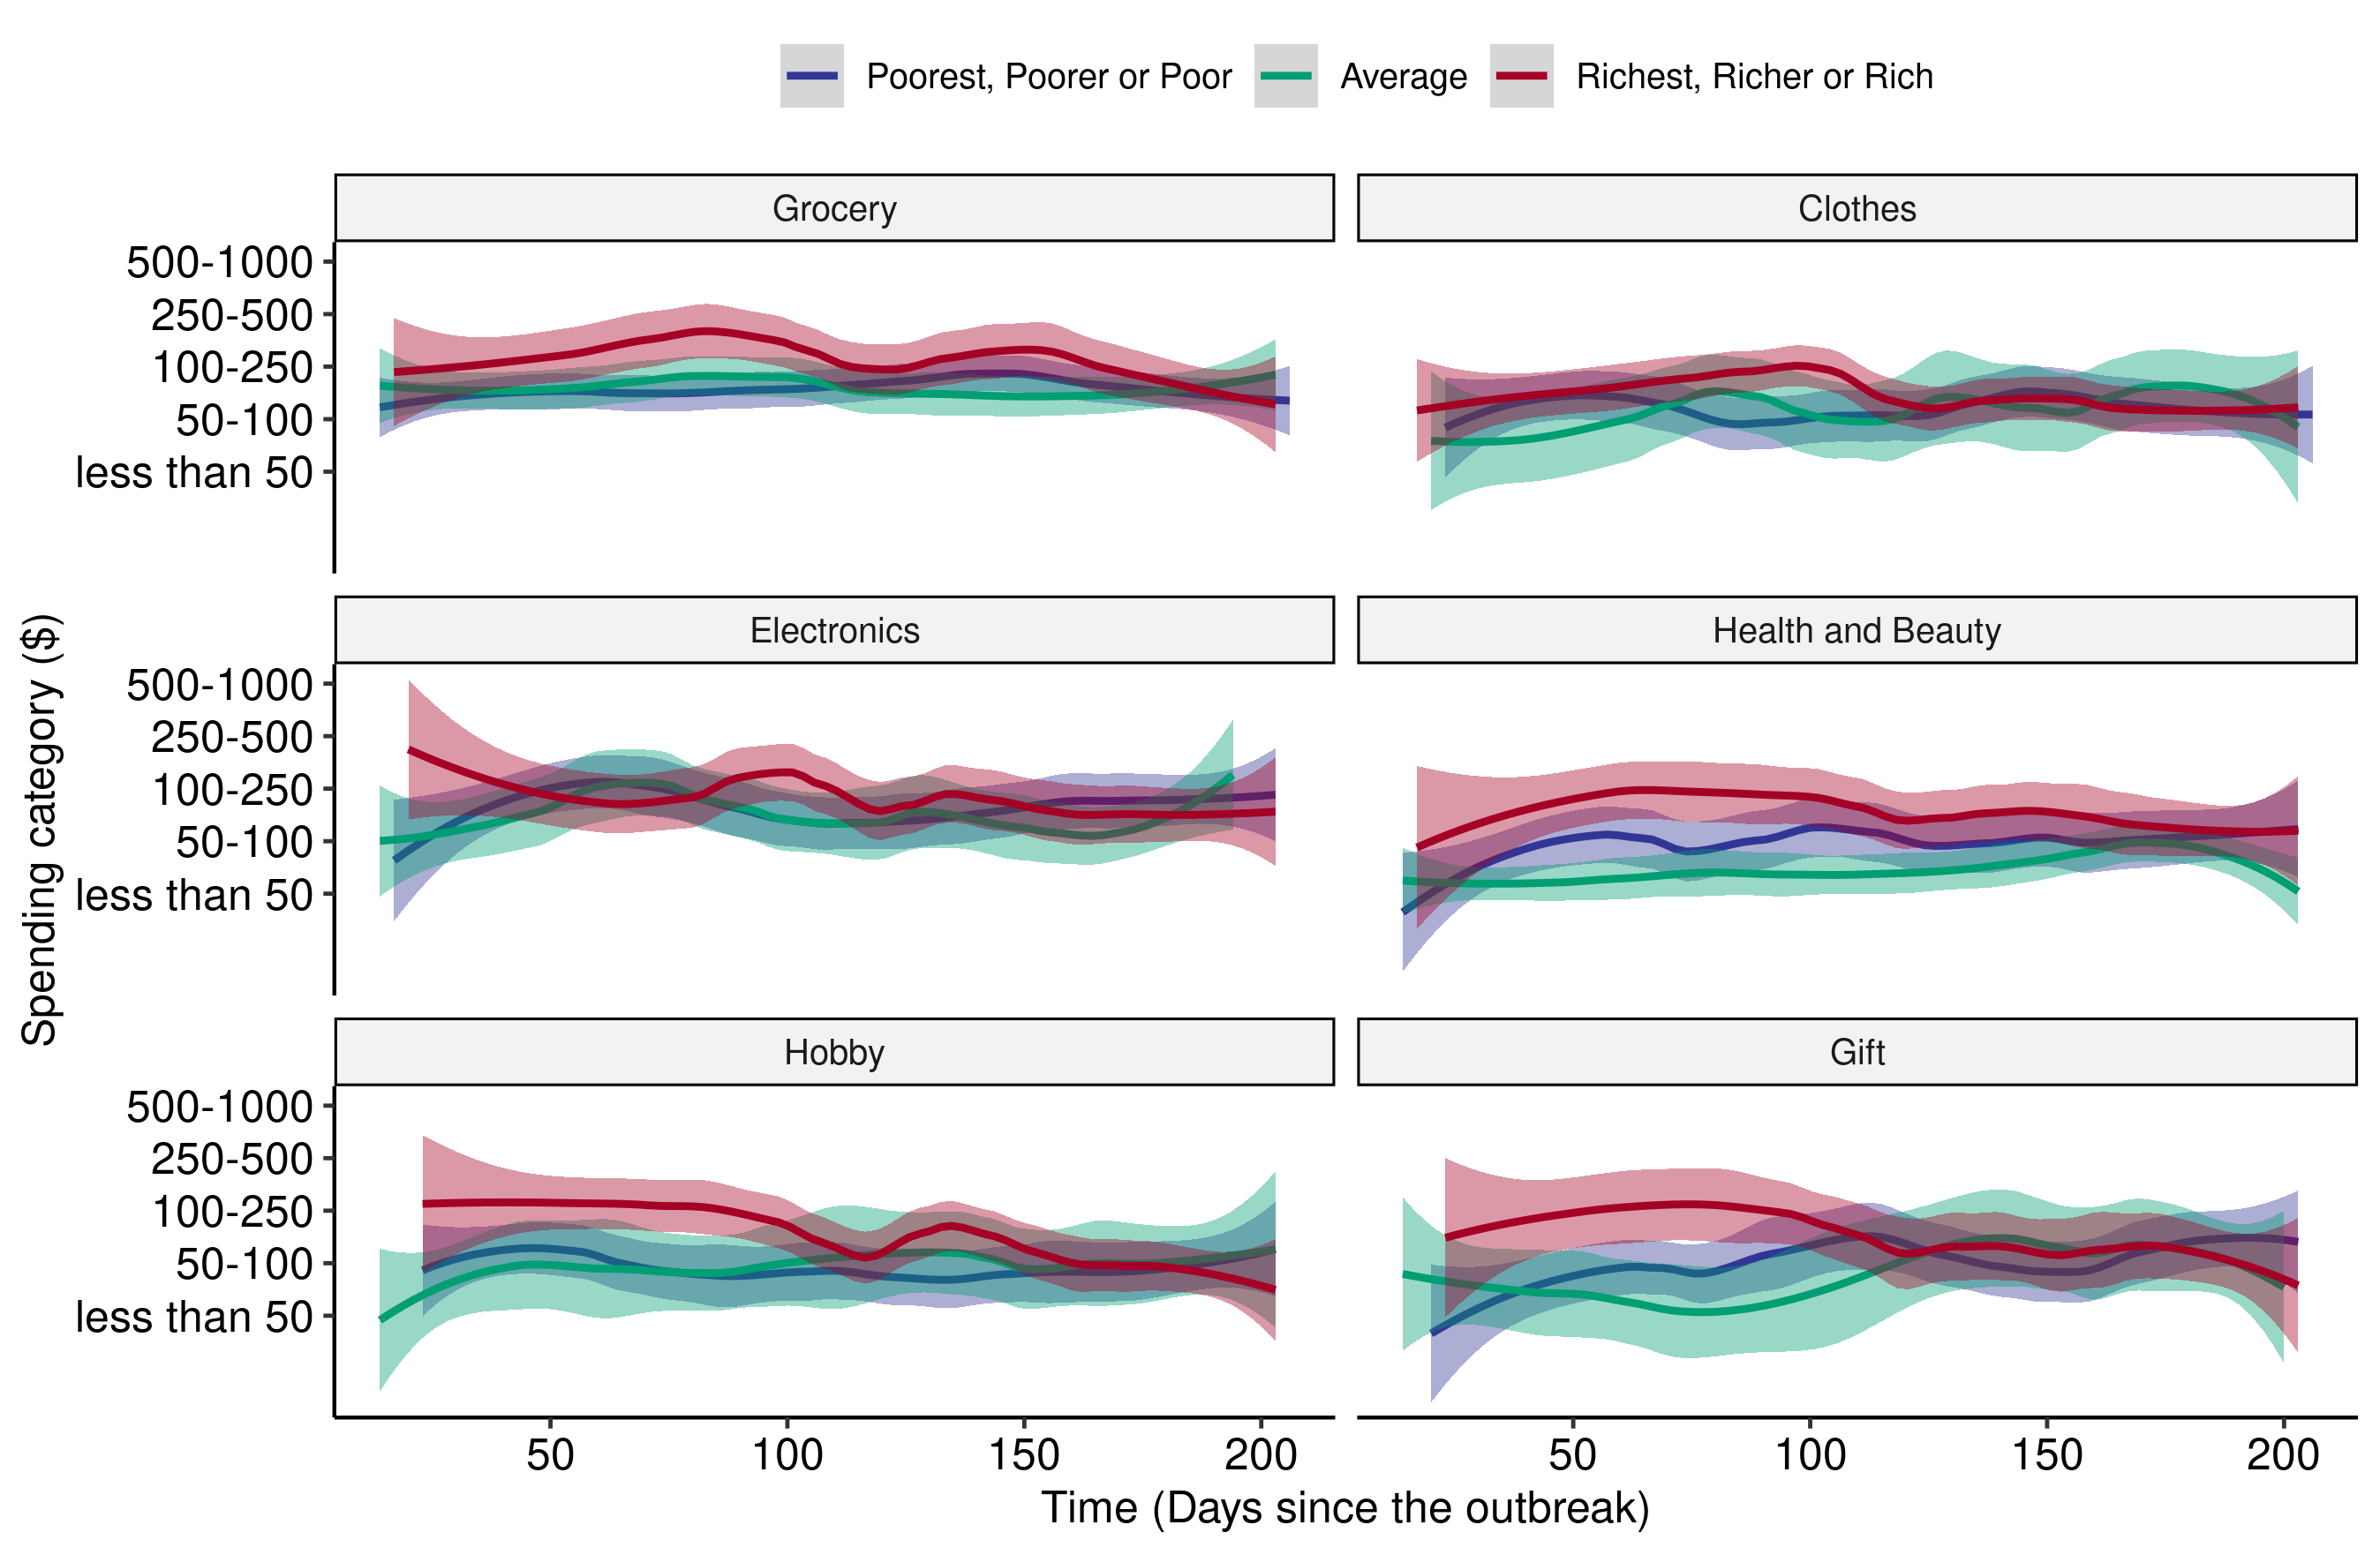 Poorest, Poorer or Poor Average Richest, Richer or Rich
Grocery Clothes
500-1000
250-500
100-250
50-100
less than 50
Electronics Health and Beauty
500-1000
250-500
100-250
50-100
less than 50
Hobby Gift
500-1000
250-500
100-250
50-100
less than 50
50 100 150 200 50 100 150 200
Time (Days since the outbreak)
Spending category ($)